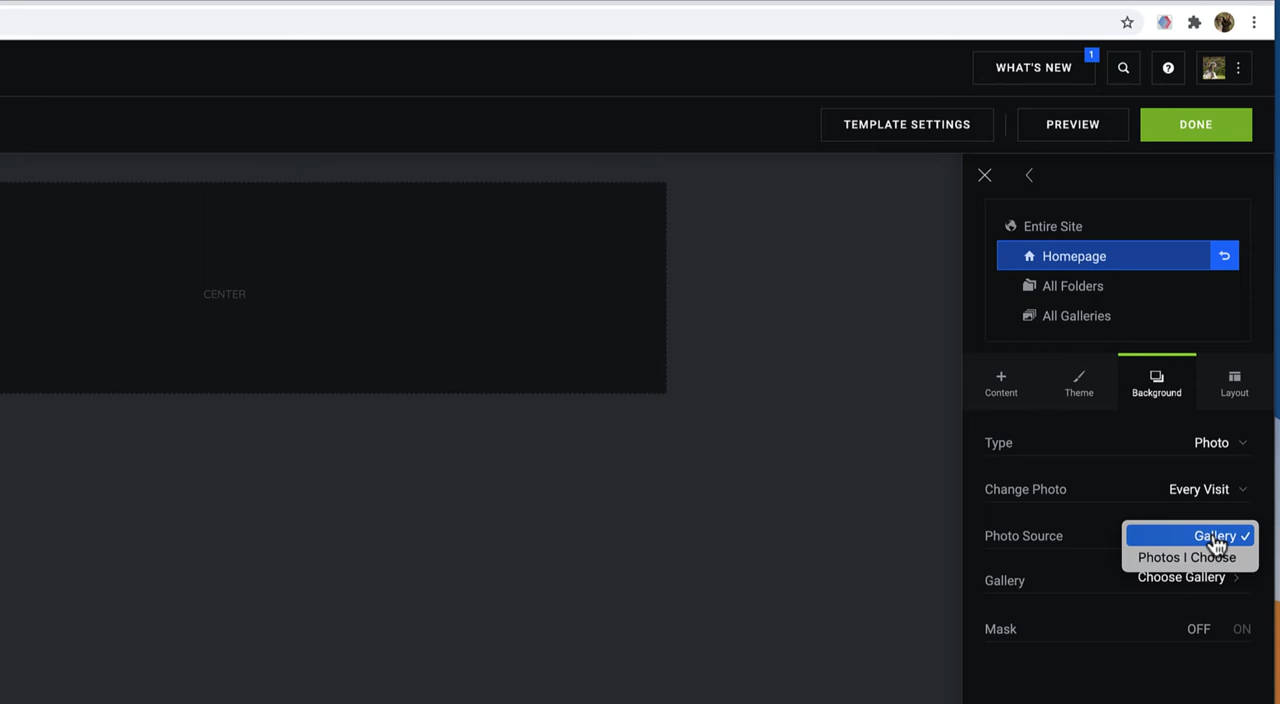 WHAT'S NEW
1
TEMPLATE SETTINGS
PREVIEW
DONE
Entire Site
Homepage
All Folders
All Galleries
CENTER
Content
Theme
Background
Layout
Type
Photo
Change Photo
Every Visit
Photo Source
Gallery
Photos I Choose
Gallery
Choose Gallery
Mask
OFF
ON